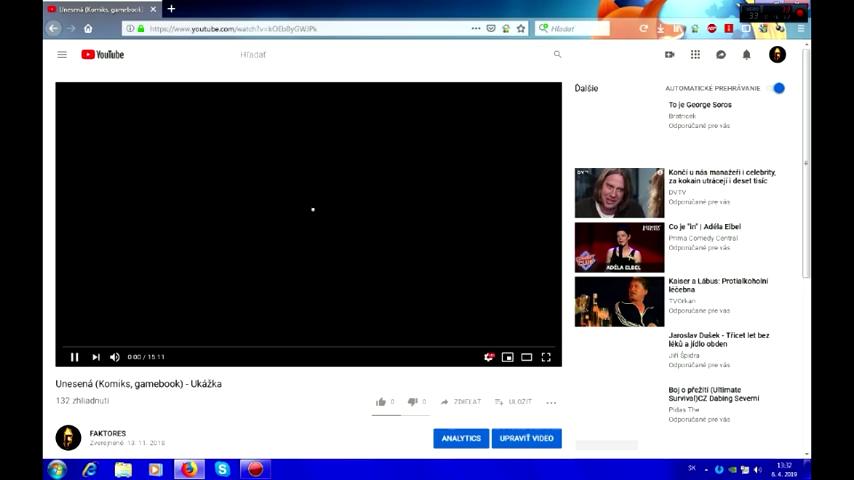 Unesená (Komiks, gamebook)
https://www.youtube.com/watch?v=
Hľadať
YouTube
Hľadať
Ďalšie
AUTOMATICKÉ PREHRÁVANIE
To je George Soros
Bratricek
Odporúčané pre vás
DVTV
Končí u nás manažeři i celebrity,
za kokain utrácejí i deset tisíc
DVTV
Odporúčané pre vás
ADÉLA ELBEL
Co je "in" | Adéla Elbel
Prima Comedy Central
Odporúčané pre vás
Kaiser a Lábus: Protialkoholní
léčebna
TVOrkan
Odporúčané pre vás
Jaroslav Dušek - Třicet let bez
léků a jídlo obden
Jiří Špidra
Odporúčané pre vás
Boj o přežití (Ultimate
Survival)CZ Dabing Severní
Pidas The
Odporúčané pre vás
0:00 / 15:11
Unesená (Komiks, gamebook) - Ukážka
132 zhliadnutí
0
0
ZDIEĽAŤ
ULOŽIŤ
FAKTORES
Zverejnené: 13. 11. 2018
ANALYTICS
UPRAVIŤ VIDEO
SK
13:32
6. 4. 2019